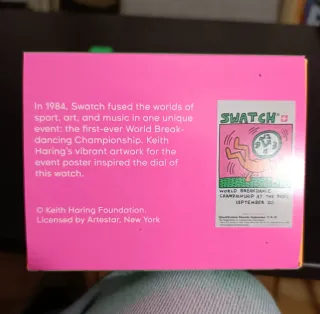 In 1984, Swatch fused the worlds of
sport, art, and music in one unique
event: the first-ever World Break-
dancing Championship. Keith
Haring's vibrant artwork for the
event poster inspired the dial of
this watch.
© Keith Haring Foundation.
Licensed by Artestar, New York
SWATCH
WORLD BREAKDANCE
CHAMPIONSHIP AT THE ROXY
SEPTEMBER 20